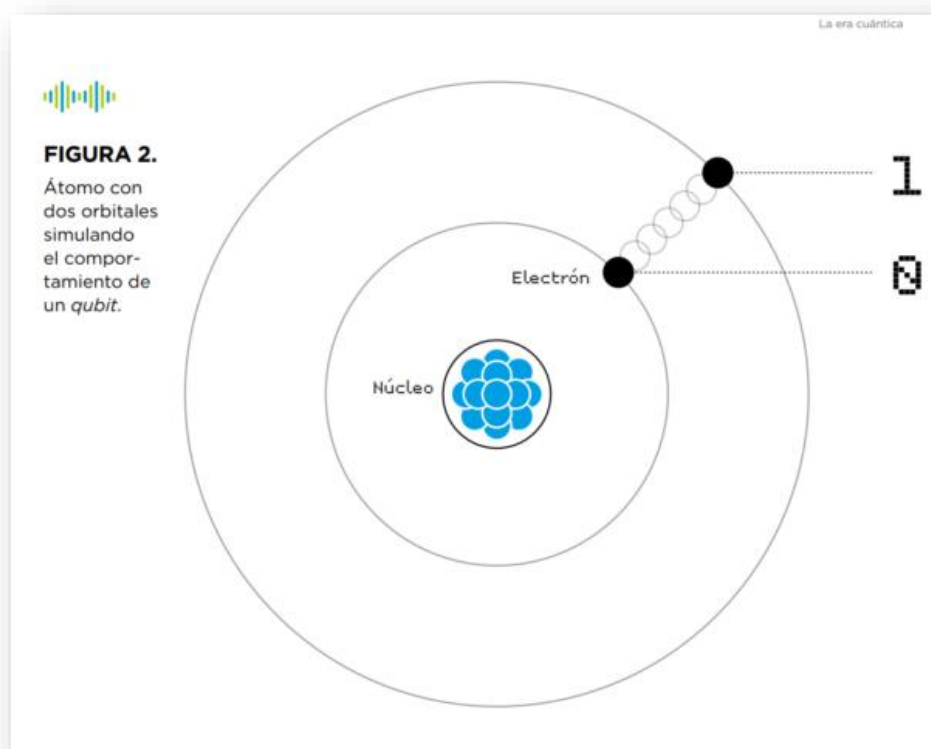 La era cuántica
FIGURA 2.
Átomo con
dos orbitales
simulando
el compor-
tamiento de
un qubit.
1
Electrón
0
Núcleo